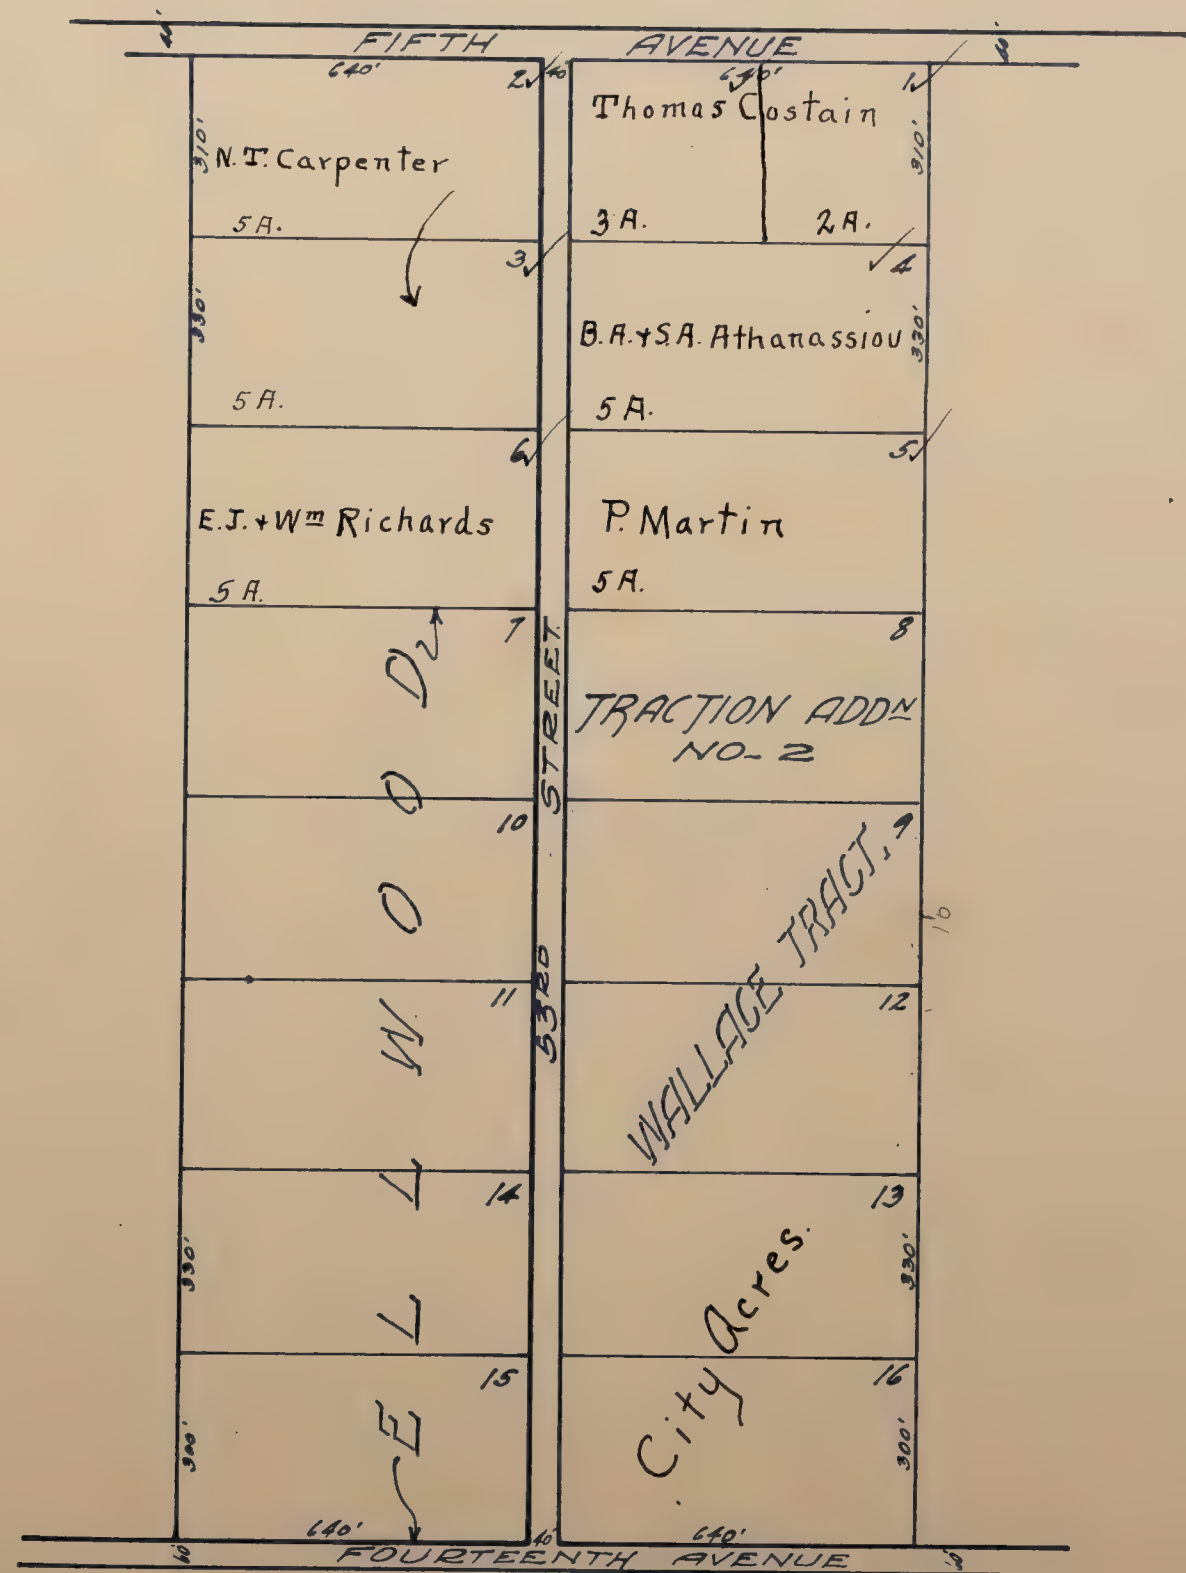 FIFTH AVENUE
640'
2
40'
640'
1
310'
N.T. Carpenter
5 A.
Thomas Costain
3 A.
2 A.
310'
3
330'
5 A.
4
B.A. + S.A. Athanassiou
330'
5 A.
6
E.J. + Wm Richards
5 A.
5
P. Martin
5 A.
7
8
TRACTION ADDN
NO- 2
10
9
11
12
WALLACE TRACT.
14
13
330'
330'
15
16
300'
300'
City Acres.
ELLWOOD
53RD STREET.
640'
40'
640'
FOURTEENTH AVENUE